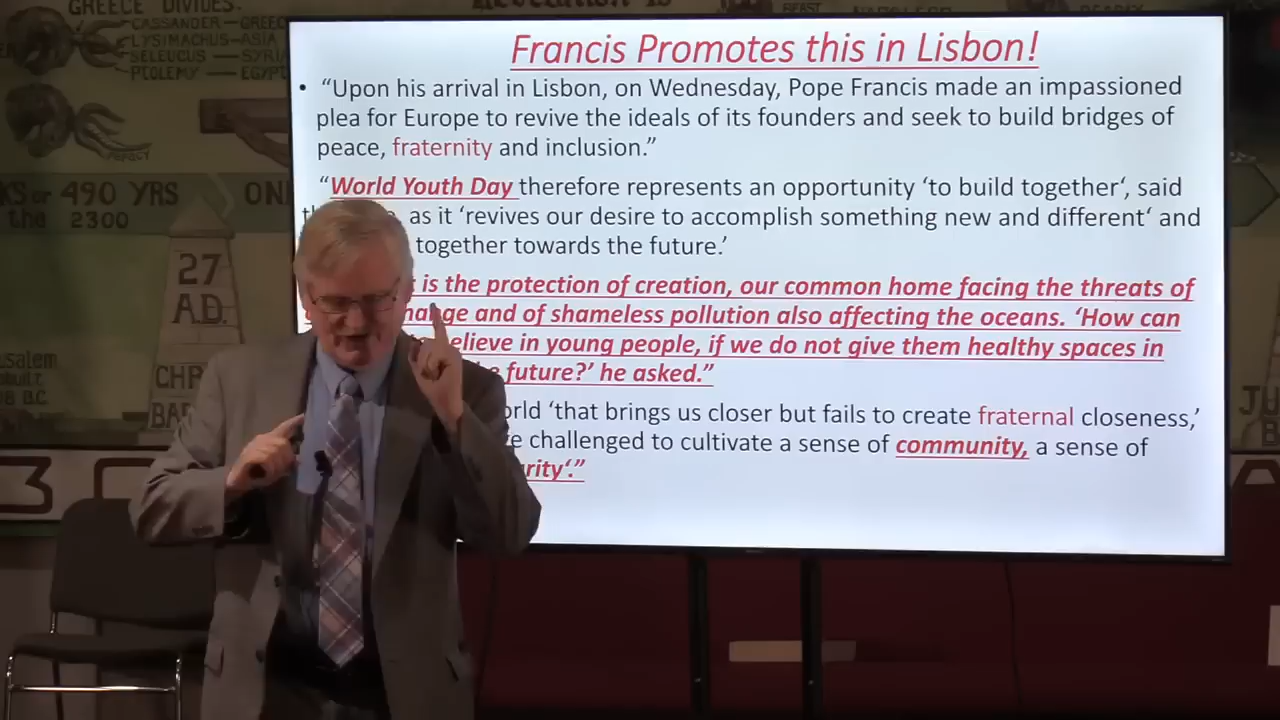 GREECE DIVIDES:
CASSANDER — GREECE
LYSIMACHUS—ASIA
SELEUCUS — SYRIA
PTOLEMY — EGYPT
490 YRS
the 2300
27
A.D.
Francis Promotes this in Lisbon!
• “Upon his arrival in Lisbon, on Wednesday, Pope Francis made an impassioned
plea for Europe to revive the ideals of its founders and seek to build bridges of
peace, fraternity and inclusion.”
“World Youth Day therefore represents an opportunity ‘to build together‘, said
as it ‘revives our desire to accomplish something new and different‘ and
together towards the future.’
is the protection of creation, our common home facing the threats of
and of shameless pollution also affecting the oceans. ‘How can
elieve in young people, if we do not give them healthy spaces in
future?’ he asked.”
orld ‘that brings us closer but fails to create fraternal closeness,’
challenged to cultivate a sense of community, a sense of
rity‘.”